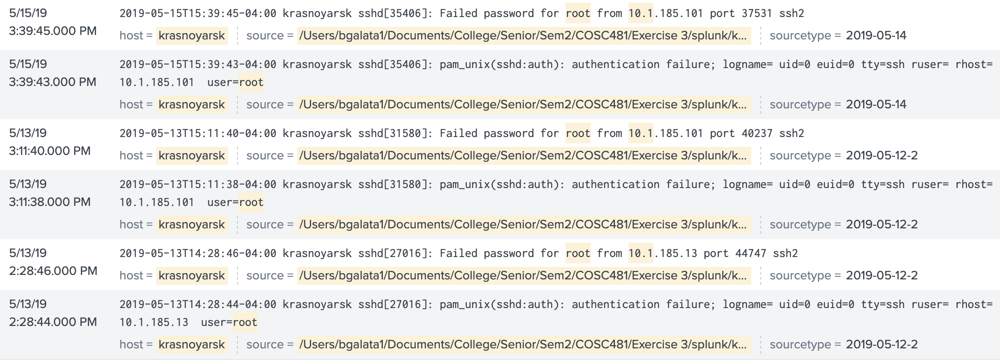 5/15/19
3:39:45.000 PM
2019-05-15T15:39:45-04:00 krasnoyarsk sshd[35406]: Failed password for root from 10.1.185.101 port 37531 ssh2
host = krasnoyarsk source = /Users/bgalata1/Documents/College/Senior/Sem2/COSC481/Exercise 3/splunk/k... sourcetype = 2019-05-14
5/15/19
3:39:43.000 PM
2019-05-15T15:39:43-04:00 krasnoyarsk sshd[35406]: pam_unix(sshd:auth): authentication failure; logname= uid=0 euid=0 tty=ssh ruser= rhost=
10.1.185.101  user=root
host = krasnoyarsk source = /Users/bgalata1/Documents/College/Senior/Sem2/COSC481/Exercise 3/splunk/k... sourcetype = 2019-05-14
5/13/19
3:11:40.000 PM
2019-05-13T15:11:40-04:00 krasnoyarsk sshd[31580]: Failed password for root from 10.1.185.101 port 40237 ssh2
host = krasnoyarsk source = /Users/bgalata1/Documents/College/Senior/Sem2/COSC481/Exercise 3/splunk/k... sourcetype = 2019-05-12-2
5/13/19
3:11:38.000 PM
2019-05-13T15:11:38-04:00 krasnoyarsk sshd[31580]: pam_unix(sshd:auth): authentication failure; logname= uid=0 euid=0 tty=ssh ruser= rhost=
10.1.185.101  user=root
host = krasnoyarsk source = /Users/bgalata1/Documents/College/Senior/Sem2/COSC481/Exercise 3/splunk/k... sourcetype = 2019-05-12-2
5/13/19
2:28:46.000 PM
2019-05-13T14:28:46-04:00 krasnoyarsk sshd[27016]: Failed password for root from 10.1.185.13 port 44747 ssh2
host = krasnoyarsk source = /Users/bgalata1/Documents/College/Senior/Sem2/COSC481/Exercise 3/splunk/k... sourcetype = 2019-05-12-2
5/13/19
2:28:44.000 PM
2019-05-13T14:28:44-04:00 krasnoyarsk sshd[27016]: pam_unix(sshd:auth): authentication failure; logname= uid=0 euid=0 tty=ssh ruser= rhost=
10.1.185.13  user=root
host = krasnoyarsk source = /Users/bgalata1/Documents/College/Senior/Sem2/COSC481/Exercise 3/splunk/k... sourcetype = 2019-05-12-2